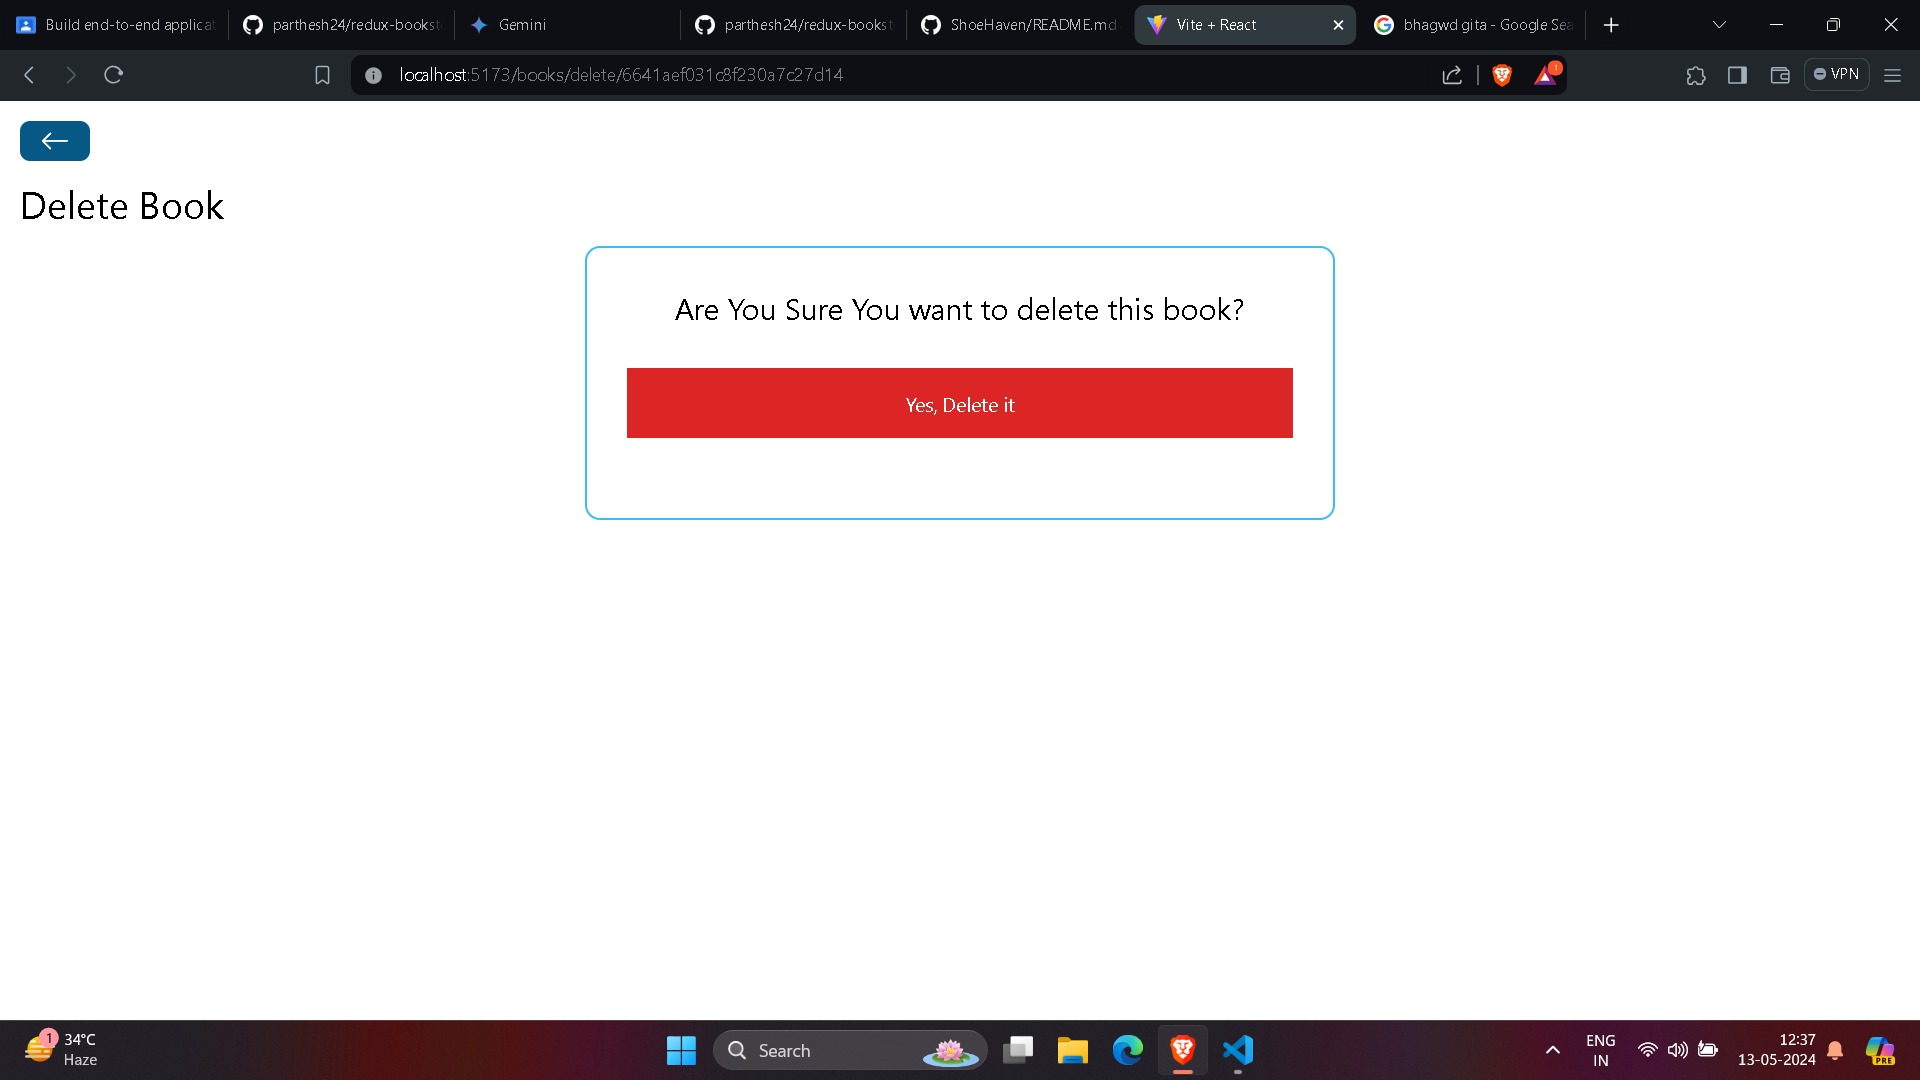 Build end-to-end applicat
parthesh24/redux-bookst
Gemini
parthesh24/redux-bookst
ShoeHaven/README.md
Vite + React
bhagwd gita - Google Sea
localhost:5173/books/delete/6641aef031c8f230a7c27d14
1
VPN
Delete Book
Are You Sure You want to delete this book?
Yes, Delete it
1
34°C
Haze
Search
ENG
IN
12:37
13-05-2024
PRE